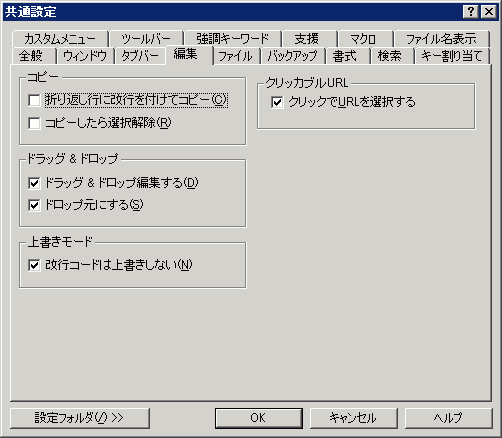 共通設定
カスタムメニュー ツールバー 強調キーワード 支援 マクロ ファイル名表示
全般 ウィンドウ タブバー 編集 ファイル バックアップ 書式 検索 キー割り当て
コピー
折り返し行に改行を付けてコピー(C)
コピーしたら選択解除(R)
ドラッグ & ドロップ
ドラッグ & ドロップ編集する(D)
ドロップ元にする(S)
上書きモード
改行コードは上書きしない(N)
クリッカブルURL
クリックでURLを選択する
設定フォルダ(/) >> OK キャンセル ヘルプ